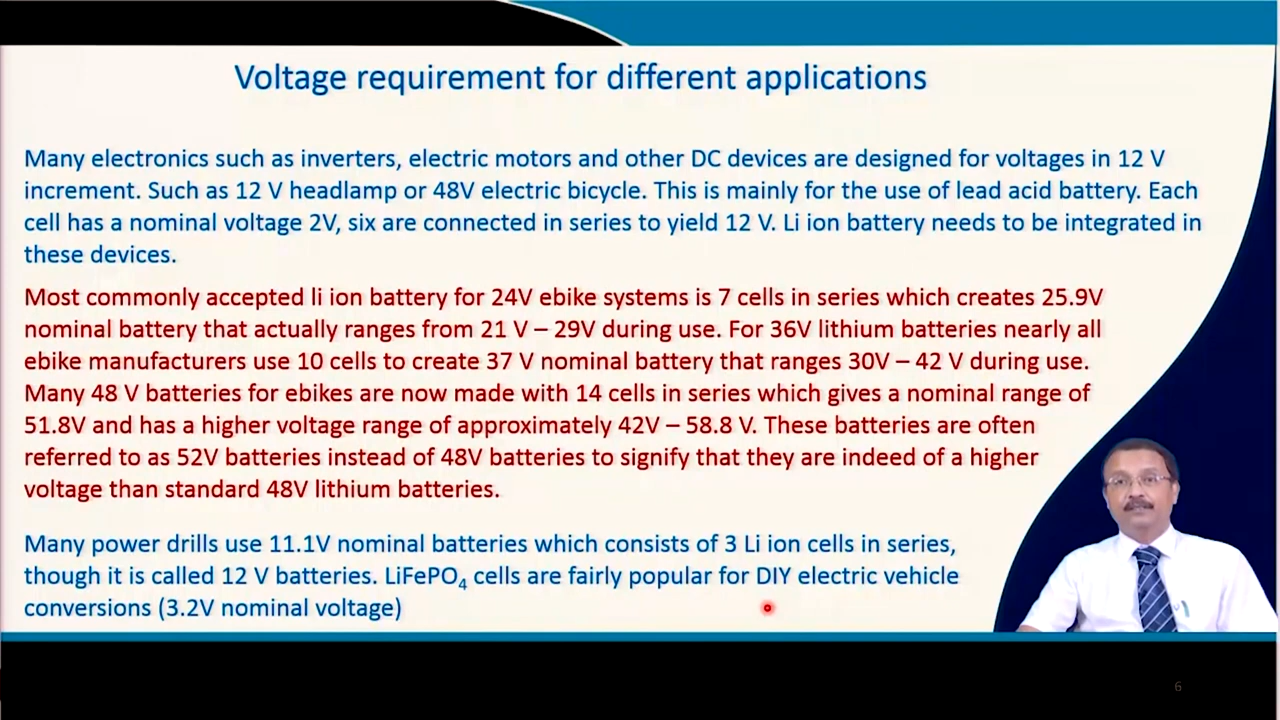 Voltage requirement for different applications
Many electronics such as inverters, electric motors and other DC devices are designed for voltages in 12 V
increment. Such as 12 V headlamp or 48V electric bicycle. This is mainly for the use of lead acid battery. Each
cell has a nominal voltage 2V, six are connected in series to yield 12 V. Li ion battery needs to be integrated in
these devices.
Most commonly accepted li ion battery for 24V ebike systems is 7 cells in series which creates 25.9V
nominal battery that actually ranges from 21 V – 29V during use. For 36V lithium batteries nearly all
ebike manufacturers use 10 cells to create 37 V nominal battery that ranges 30V – 42 V during use.
Many 48 V batteries for ebikes are now made with 14 cells in series which gives a nominal range of
51.8V and has a higher voltage range of approximately 42V – 58.8 V. These batteries are often
referred to as 52V batteries instead of 48V batteries to signify that they are indeed of a higher
voltage than standard 48V lithium batteries.
Many power drills use 11.1V nominal batteries which consists of 3 Li ion cells in series,
though it is called 12 V batteries. LiFePO₄ cells are fairly popular for DIY electric vehicle
conversions (3.2V nominal voltage)
6